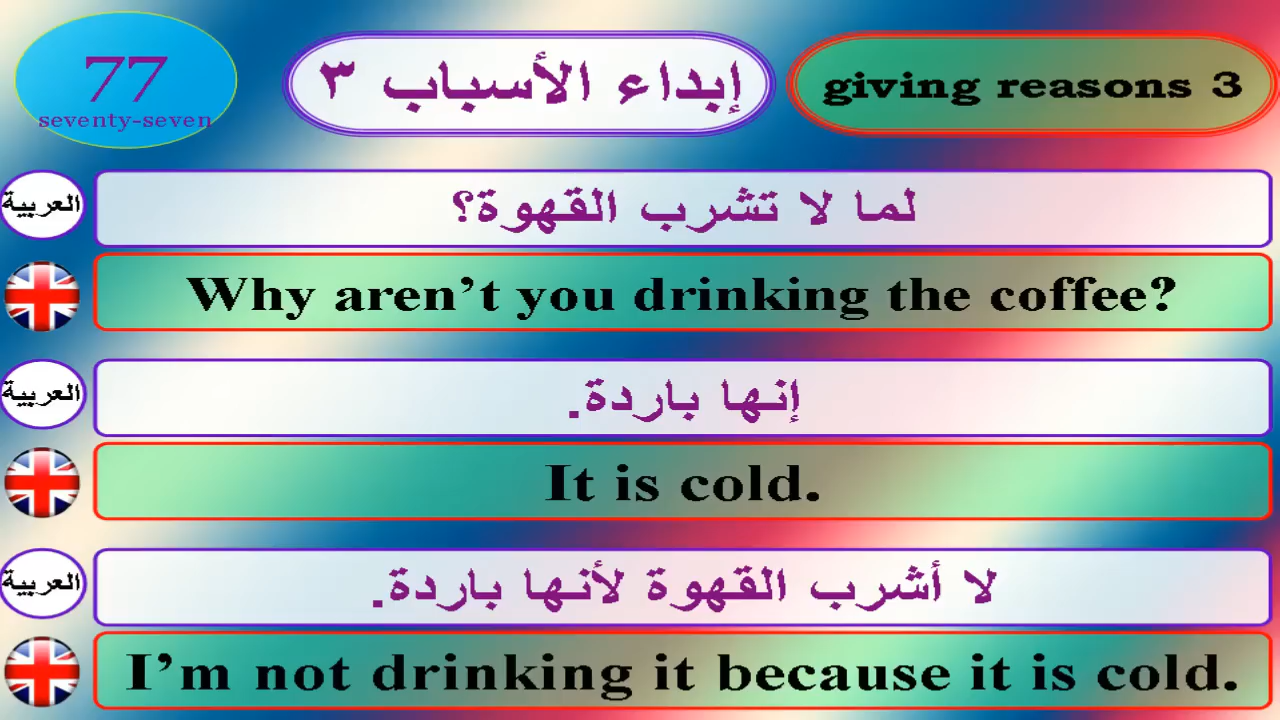 77
seventy-seven
إبداء الأسباب ٣
giving reasons 3
العربية
لما لا تشرب القهوة؟
Why aren’t you drinking the coffee?
العربية
إنها باردة.
It is cold.
العربية
لا أشرب القهوة لأنها باردة.
I’m not drinking it because it is cold.